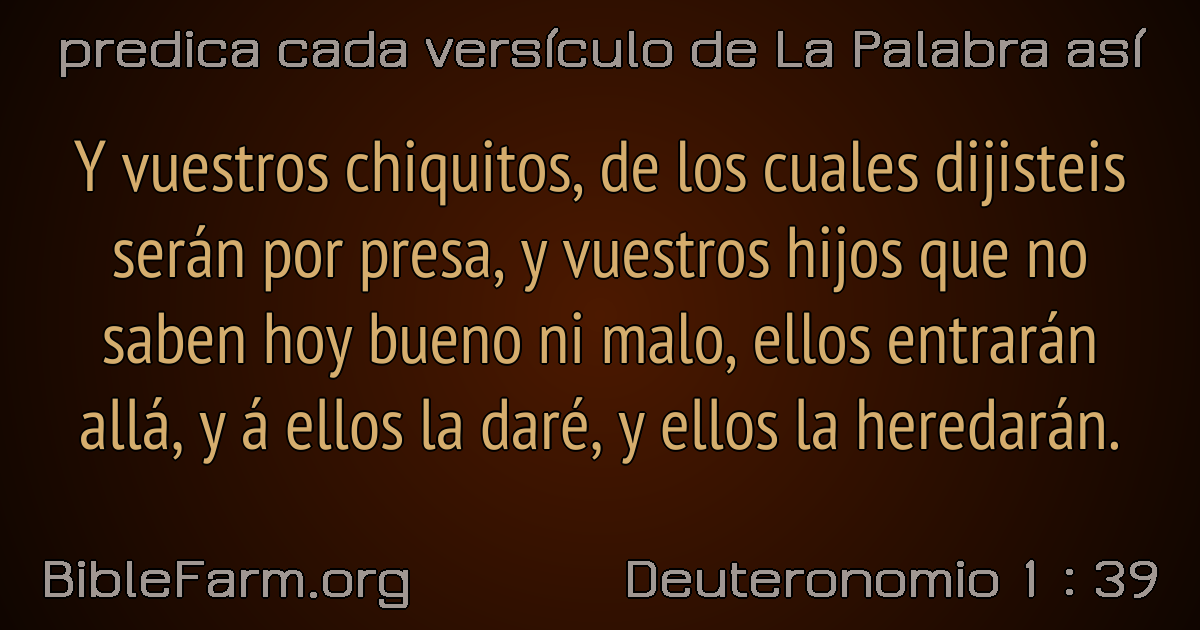 predica cada versículo de La Palabra así
Y vuestros chiquitos, de los cuales dijisteis
serán por presa, y vuestros hijos que no
saben hoy bueno ni malo, ellos entrarán
allá, y á ellos la daré, y ellos la heredarán.
BibleFarm.org
Deuteronomio 1 : 39